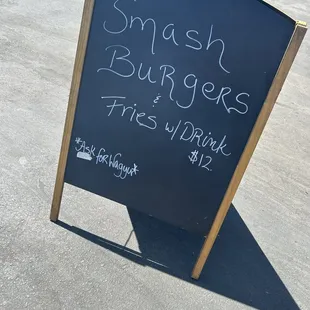 Smash
BuRgeRs
&
FRies w/DRink
$12
*Ask for Wagyu*